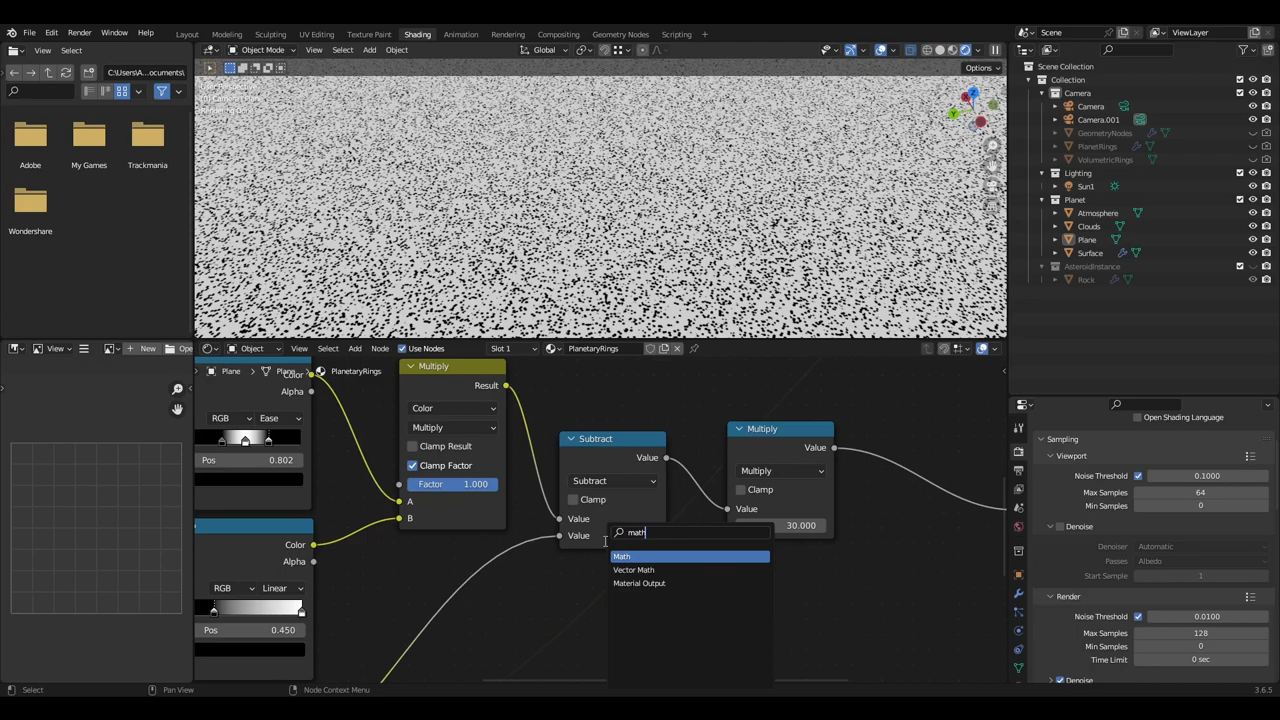 File Edit Render Window Help Layout Modeling Sculpting UV Editing Texture Paint Shading Animation Rendering Compositing Geometry Nodes Scripting + Scene ViewLayer
View Select Object Mode View Select Add Object Global
C:\Users\A...ocuments\ Options
Scene Collection
Collection
Camera
Camera
Camera.001
GeometryNodes
PlanetRings
VolumetricRings
Lighting
Sun1
Planet
Atmosphere
Clouds
Plane
Surface
AsteroidInstance
Rock
Adobe My Games Trackmania
Wondershare
View + New Ope Object View Select Add Node Use Nodes Slot 1 PlanetaryRings
Plane > Plane > PlanetaryRings
Color
Alpha
RGB Ease
Pos 0.802
Color
Alpha
RGB Linear
Pos 0.450
Multiply
Result
Color
Multiply
Clamp Result
Clamp Factor
Factor 1.000
A
B
Subtract
Value
Subtract
Clamp
Value
Value
Multiply
Value
Multiply
Clamp
Value
30.000
math
Math
Vector Math
Material Output
Open Shading Language
Sampling
Viewport
Noise Threshold 0.1000
Max Samples 64
Min Samples 0
Denoise
Denoiser Automatic
Passes Albedo
Start Sample 1
Render
Noise Threshold 0.0100
Max Samples 128
Min Samples 0
Time Limit 0 sec
Denoise
Select Pan View Node Context Menu 3.6.5